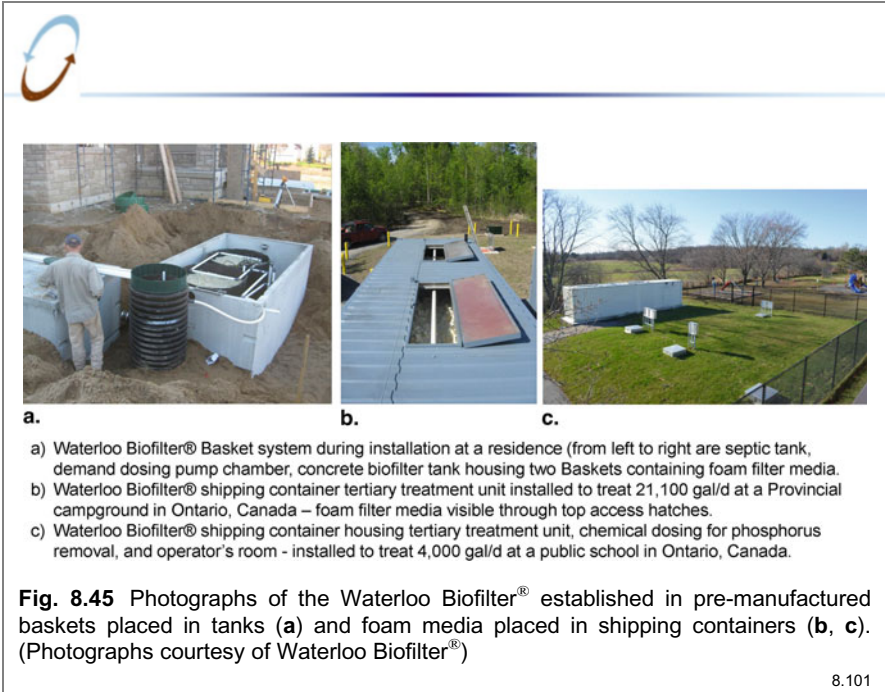 a.
b.
c.
a) Waterloo Biofilter® Basket system during installation at a residence (from left to right are septic tank,
demand dosing pump chamber, concrete biofilter tank housing two Baskets containing foam filter media.
b) Waterloo Biofilter® shipping container tertiary treatment unit installed to treat 21,100 gal/d at a Provincial
campground in Ontario, Canada – foam filter media visible through top access hatches.
c) Waterloo Biofilter® shipping container housing tertiary treatment unit, chemical dosing for phosphorus
removal, and operator's room - installed to treat 4,000 gal/d at a public school in Ontario, Canada.
Fig. 8.45 Photographs of the Waterloo Biofilter® established in pre-manufactured
baskets placed in tanks (a) and foam media placed in shipping containers (b, c).
(Photographs courtesy of Waterloo Biofilter®)
8.101